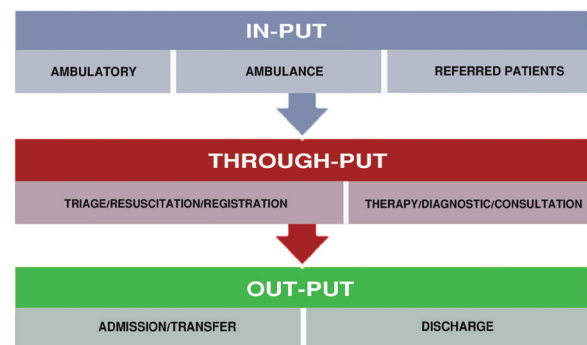 IN-PUT
AMBULATORY
AMBULANCE
REFERRED PATIENTS
THROUGH-PUT
TRIAGE/RESUSCITATION/REGISTRATION
THERAPY/DIAGNOSTIC/CONSULTATION
OUT-PUT
ADMISSION/TRANSFER
DISCHARGE